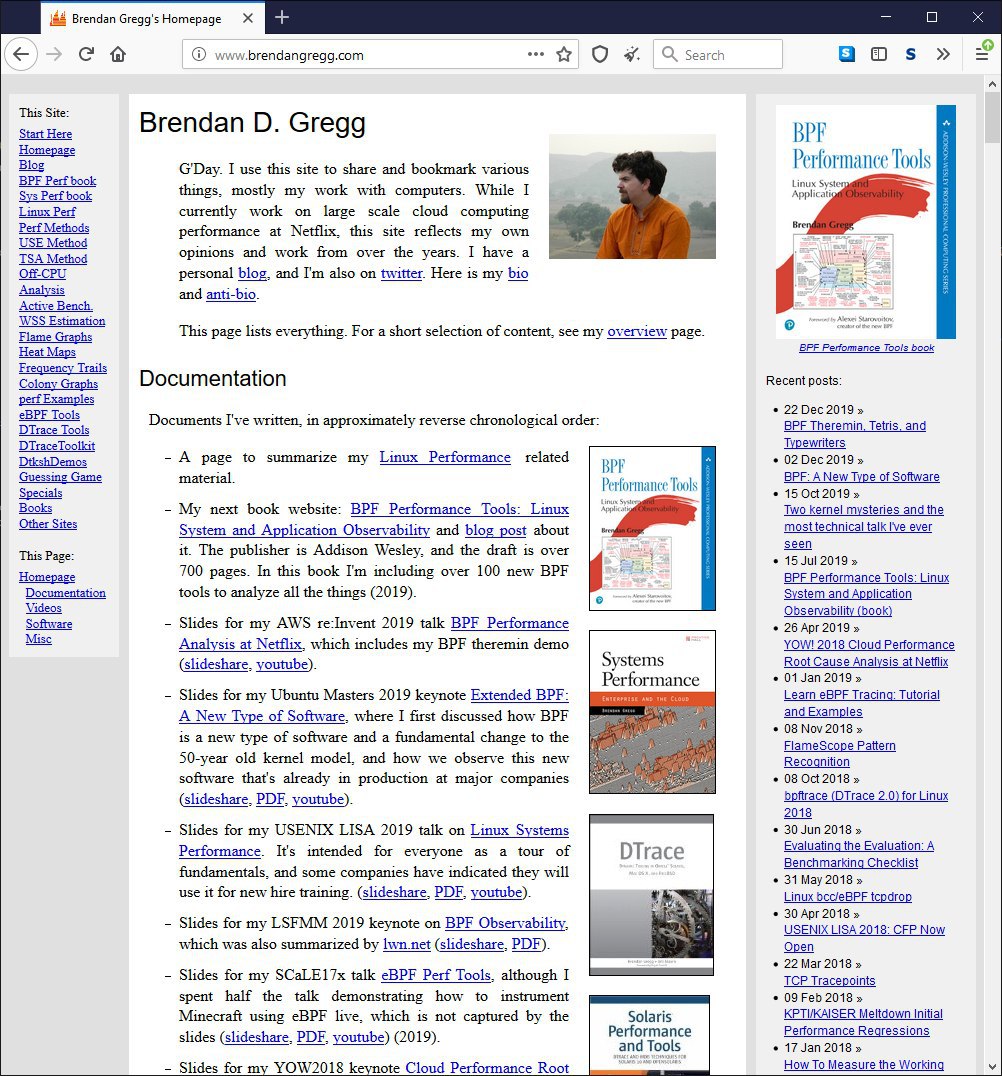 Brendan Gregg's Homepage
www.brendangregg.com
Search
This Site:
Start Here
Homepage
Blog
BPF Perf book
Sys Perf book
Linux Perf
Perf Methods
USE Method
TSA Method
Off-CPU
Analysis
Active Bench.
WSS Estimation
Flame Graphs
Heat Maps
Frequency Trails
Colony Graphs
perf Examples
eBPF Tools
DTrace Tools
DTraceToolkit
DtkshDemos
Guessing Game
Specials
Books
Other Sites
This Page:
Homepage
Documentation
Videos
Software
Misc
Brendan D. Gregg
G'Day. I use this site to share and bookmark various
things, mostly my work with computers. While I
currently work on large scale cloud computing
performance at Netflix, this site reflects my own
opinions and work from over the years. I have a
personal blog, and I'm also on twitter. Here is my bio
and anti-bio.
This page lists everything. For a short selection of content, see my overview page.
Documentation
Documents I've written, in approximately reverse chronological order:
– A page to summarize my Linux Performance related
material.
– My next book website: BPF Performance Tools: Linux
System and Application Observability and blog post about
it. The publisher is Addison Wesley, and the draft is over
700 pages. In this book I'm including over 100 new BPF
tools to analyze all the things (2019).
– Slides for my AWS re:Invent 2019 talk BPF Performance
Analysis at Netflix, which includes my BPF theremin demo
(slideshare, youtube).
– Slides for my Ubuntu Masters 2019 keynote Extended BPF:
A New Type of Software, where I first discussed how BPF
is a new type of software and a fundamental change to the
50-year old kernel model, and how we observe this new
software that's already in production at major companies
(slideshare, PDF, youtube).
– Slides for my USENIX LISA 2019 talk on Linux Systems
Performance. It's intended for everyone as a tour of
fundamentals, and some companies have indicated they will
use it for new hire training. (slideshare, PDF, youtube).
– Slides for my LSFMM 2019 keynote on BPF Observability,
which was also summarized by lwn.net (slideshare, PDF).
– Slides for my SCaLE17x talk eBPF Perf Tools, although I
spent half the talk demonstrating how to instrument
Minecraft using eBPF live, which is not captured by the
slides (slideshare, PDF, youtube) (2019).
– Slides for my YOW2018 keynote Cloud Performance Root
BPF
Performance Tools
Linux System and
Application Observability
Brendan Gregg
Systems
Performance
ENTERPRISE AND THE CLOUD
BRENDAN GREGG
DTrace
Solaris
Performance
and Tools
DTRACE AND MDB TECHNIQUES FOR
SOLARIS 10 AND OPENSOLARIS
BPF
Performance Tools
Linux System and
Application Observability
Brendan Gregg
Foreword by Alexei Starovoitov,
creator of the new BPF
ADDISON-WESLEY PROFESSIONAL COMPUTING SERIES
BPF Performance Tools book
Recent posts:
• 22 Dec 2019 »
BPF Theremin, Tetris, and
Typewriters
• 02 Dec 2019 »
BPF: A New Type of Software
• 15 Oct 2019 »
Two kernel mysteries and the
most technical talk I've ever
seen
• 15 Jul 2019 »
BPF Performance Tools: Linux
System and Application
Observability (book)
• 26 Apr 2019 »
YOW! 2018 Cloud Performance
Root Cause Analysis at Netflix
• 01 Jan 2019 »
Learn eBPF Tracing: Tutorial
and Examples
• 08 Nov 2018 »
FlameScope Pattern
Recognition
• 08 Oct 2018 »
bpftrace (DTrace 2.0) for Linux
2018
• 30 Jun 2018 »
Evaluating the Evaluation: A
Benchmarking Checklist
• 31 May 2018 »
Linux bcc/eBPF tcpdrop
• 30 Apr 2018 »
USENIX LISA 2018: CFP Now
Open
• 22 Mar 2018 »
TCP Tracepoints
• 09 Feb 2018 »
KPTI/KAISER Meltdown Initial
Performance Regressions
• 17 Jan 2018 »
How To Measure the Working